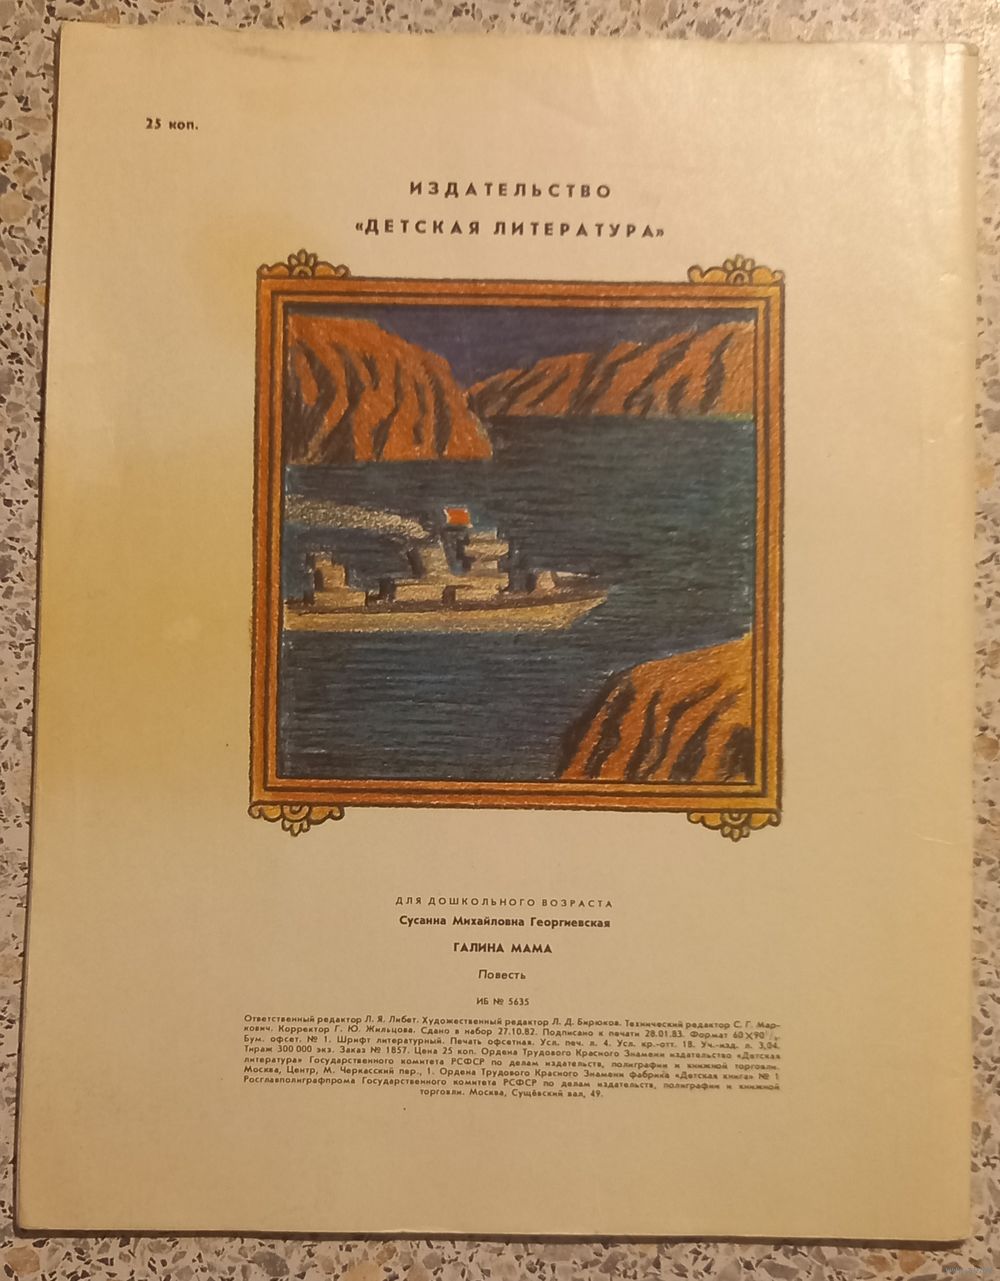 25 коп.
ИЗДАТЕЛЬСТВО
«ДЕТСКАЯ ЛИТЕРАТУРА»
ДЛЯ ДОШКОЛЬНОГО ВОЗРАСТА
Сусанна Михайловна Георгиевская
ГАЛИНА МАМА
Повесть
ИБ № 5635
Ответственный редактор Л. Я. Либет. Художественный редактор Л. Д. Бирюков. Технический редактор С. Г. Мар-
кович. Корректор Г. Ю. Жильцова. Сдано в набор 27.10.82. Подписано к печати 28.01.83. Формат 60×90 1/8.
Бум. офсет. № 1. Шрифт литературный. Печать офсетная. Усл. печ. л. 4. Усл. кр.-отт. 18. Уч.-изд. л. 3,04.
Тираж 300 000 экз. Заказ № 1857. Цена 25 коп. Ордена Трудового Красного Знамени издательство «Детская
литература» Государственного комитета РСФСР по делам издательств, полиграфии и книжной торговли.
Москва, Центр, М. Черкасский пер., 1. Ордена Трудового Красного Знамени фабрика «Детская книга» № 1
Росглавполиграфпрома Государственного комитета РСФСР по делам издательств, полиграфии и книжной
торговли. Москва, Сущёвский вал, 49.